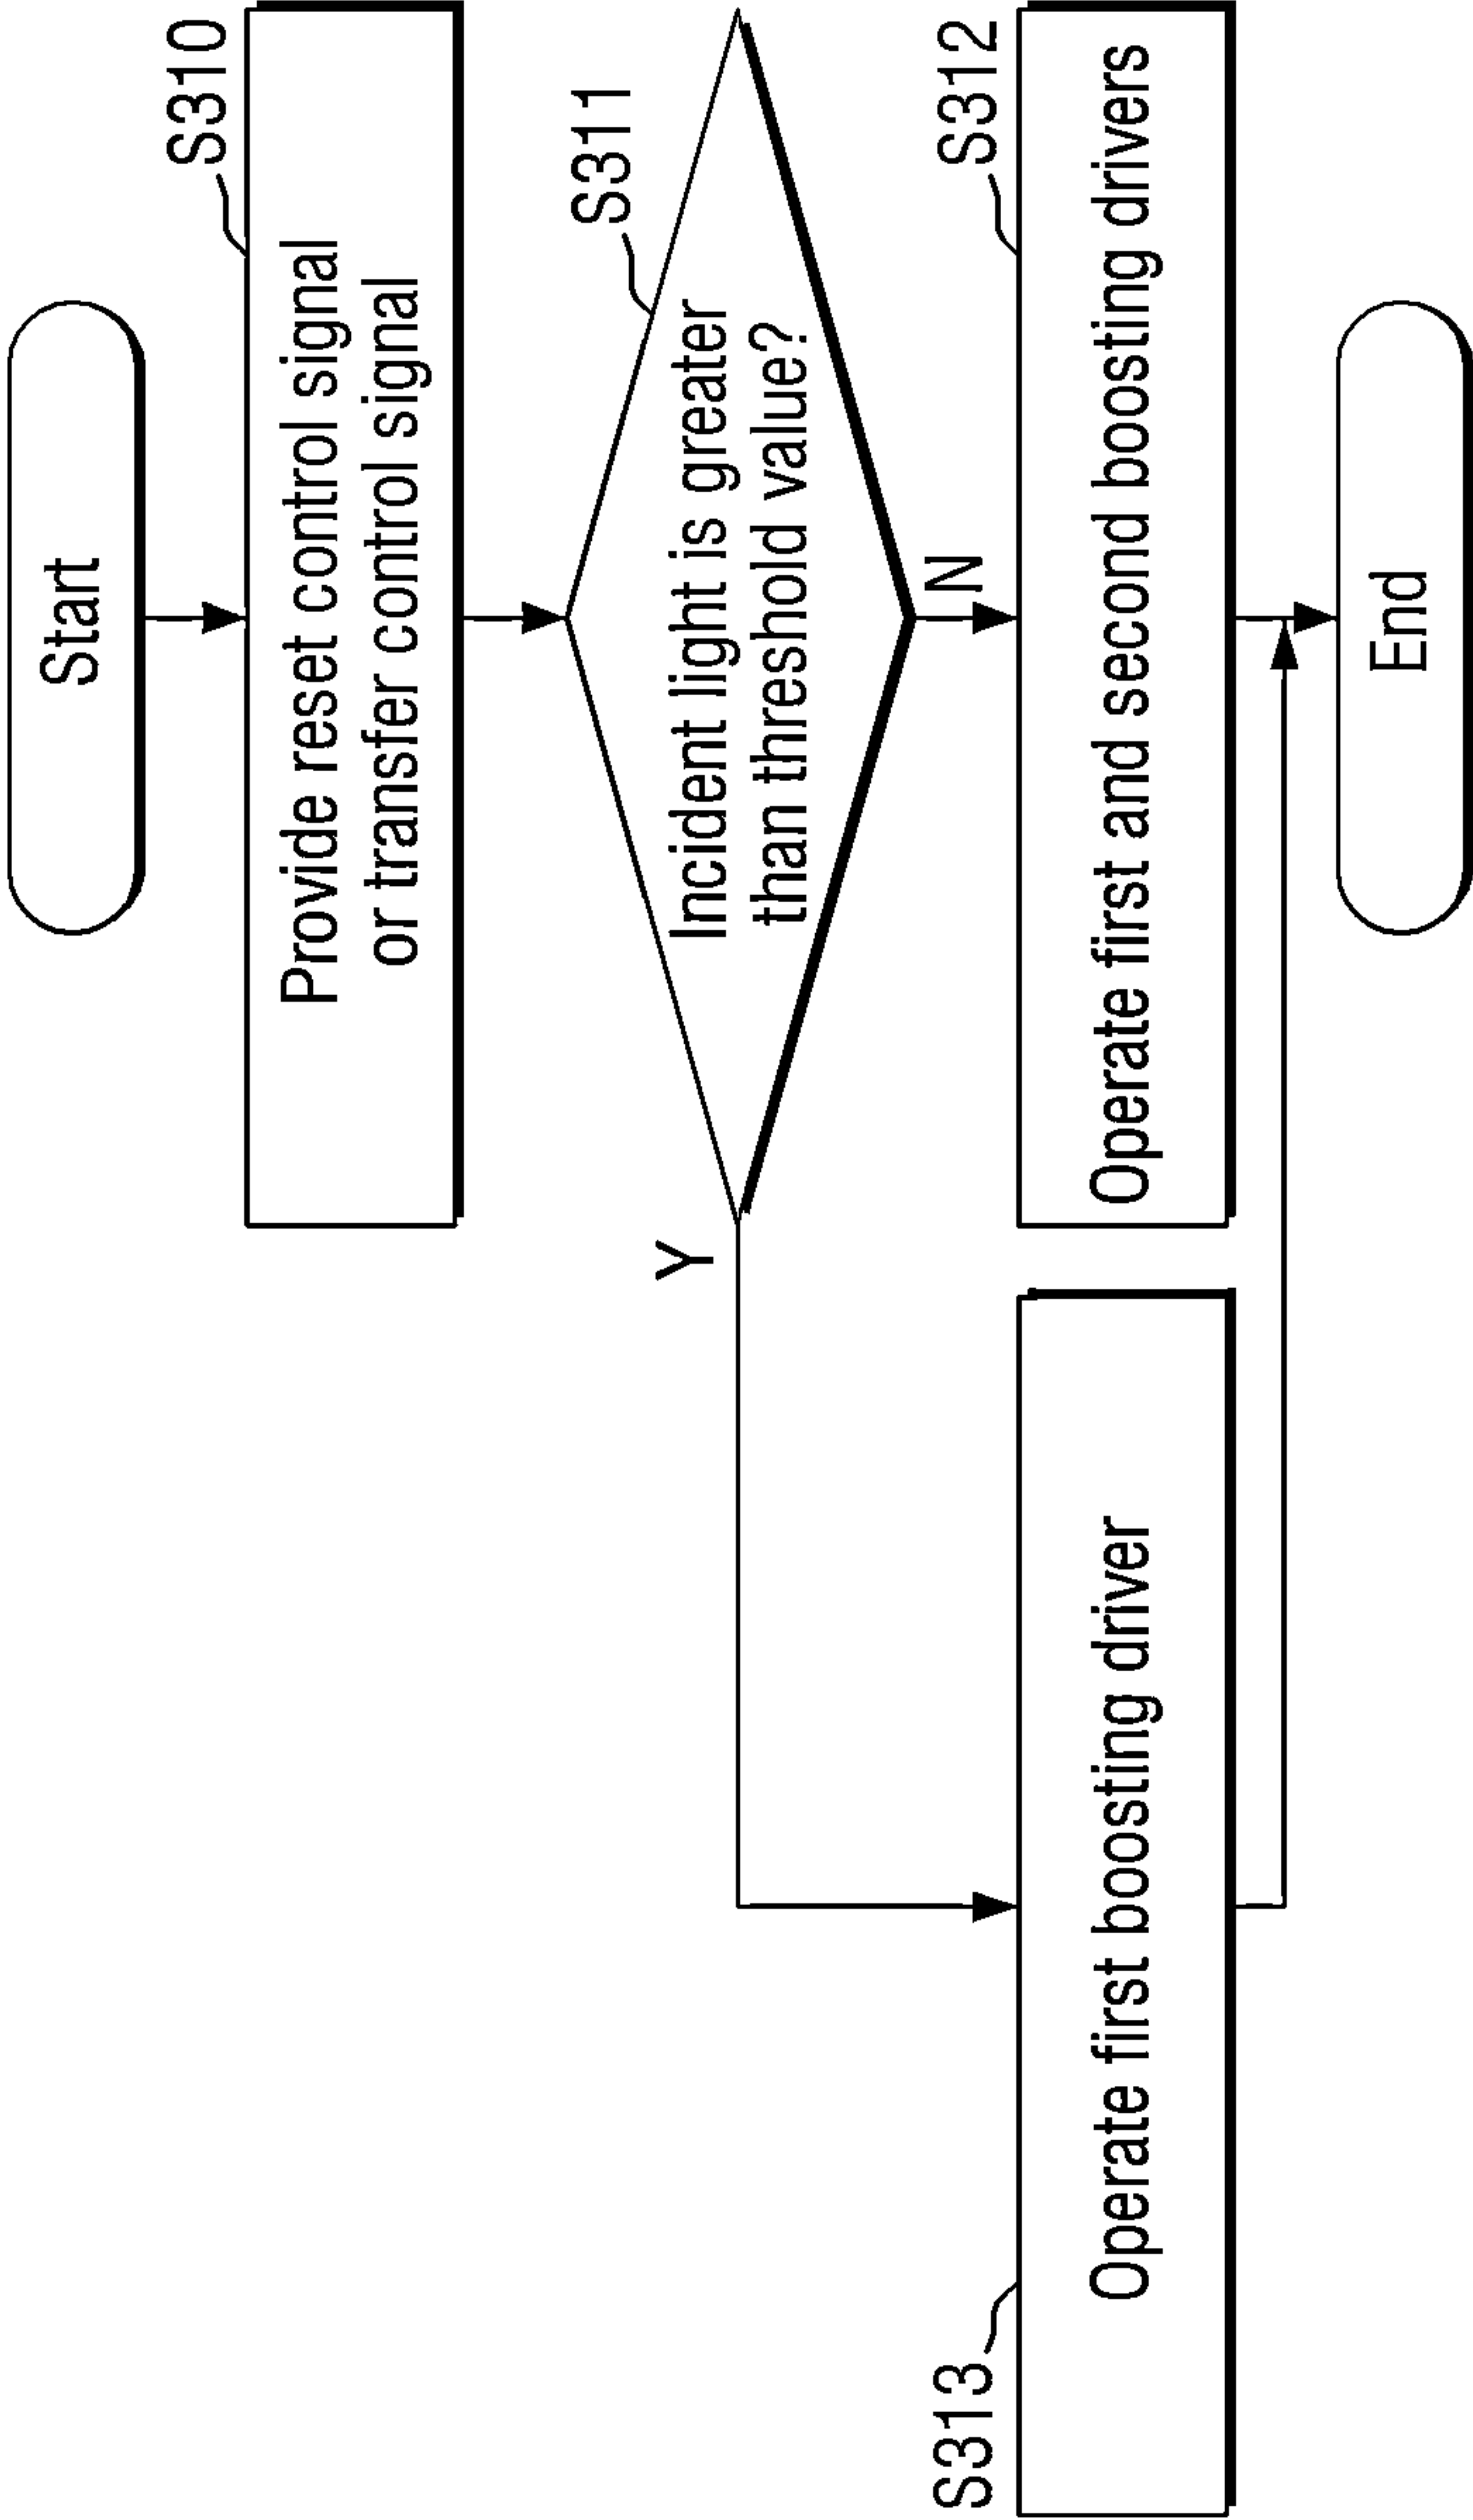 Start
S310
Provide reset control signal
or transfer control signal
S311
Incident light is greater
than threshold value?
Y
N
S313
Operate first boosting driver
S312
Operate first and second boosting drivers
End